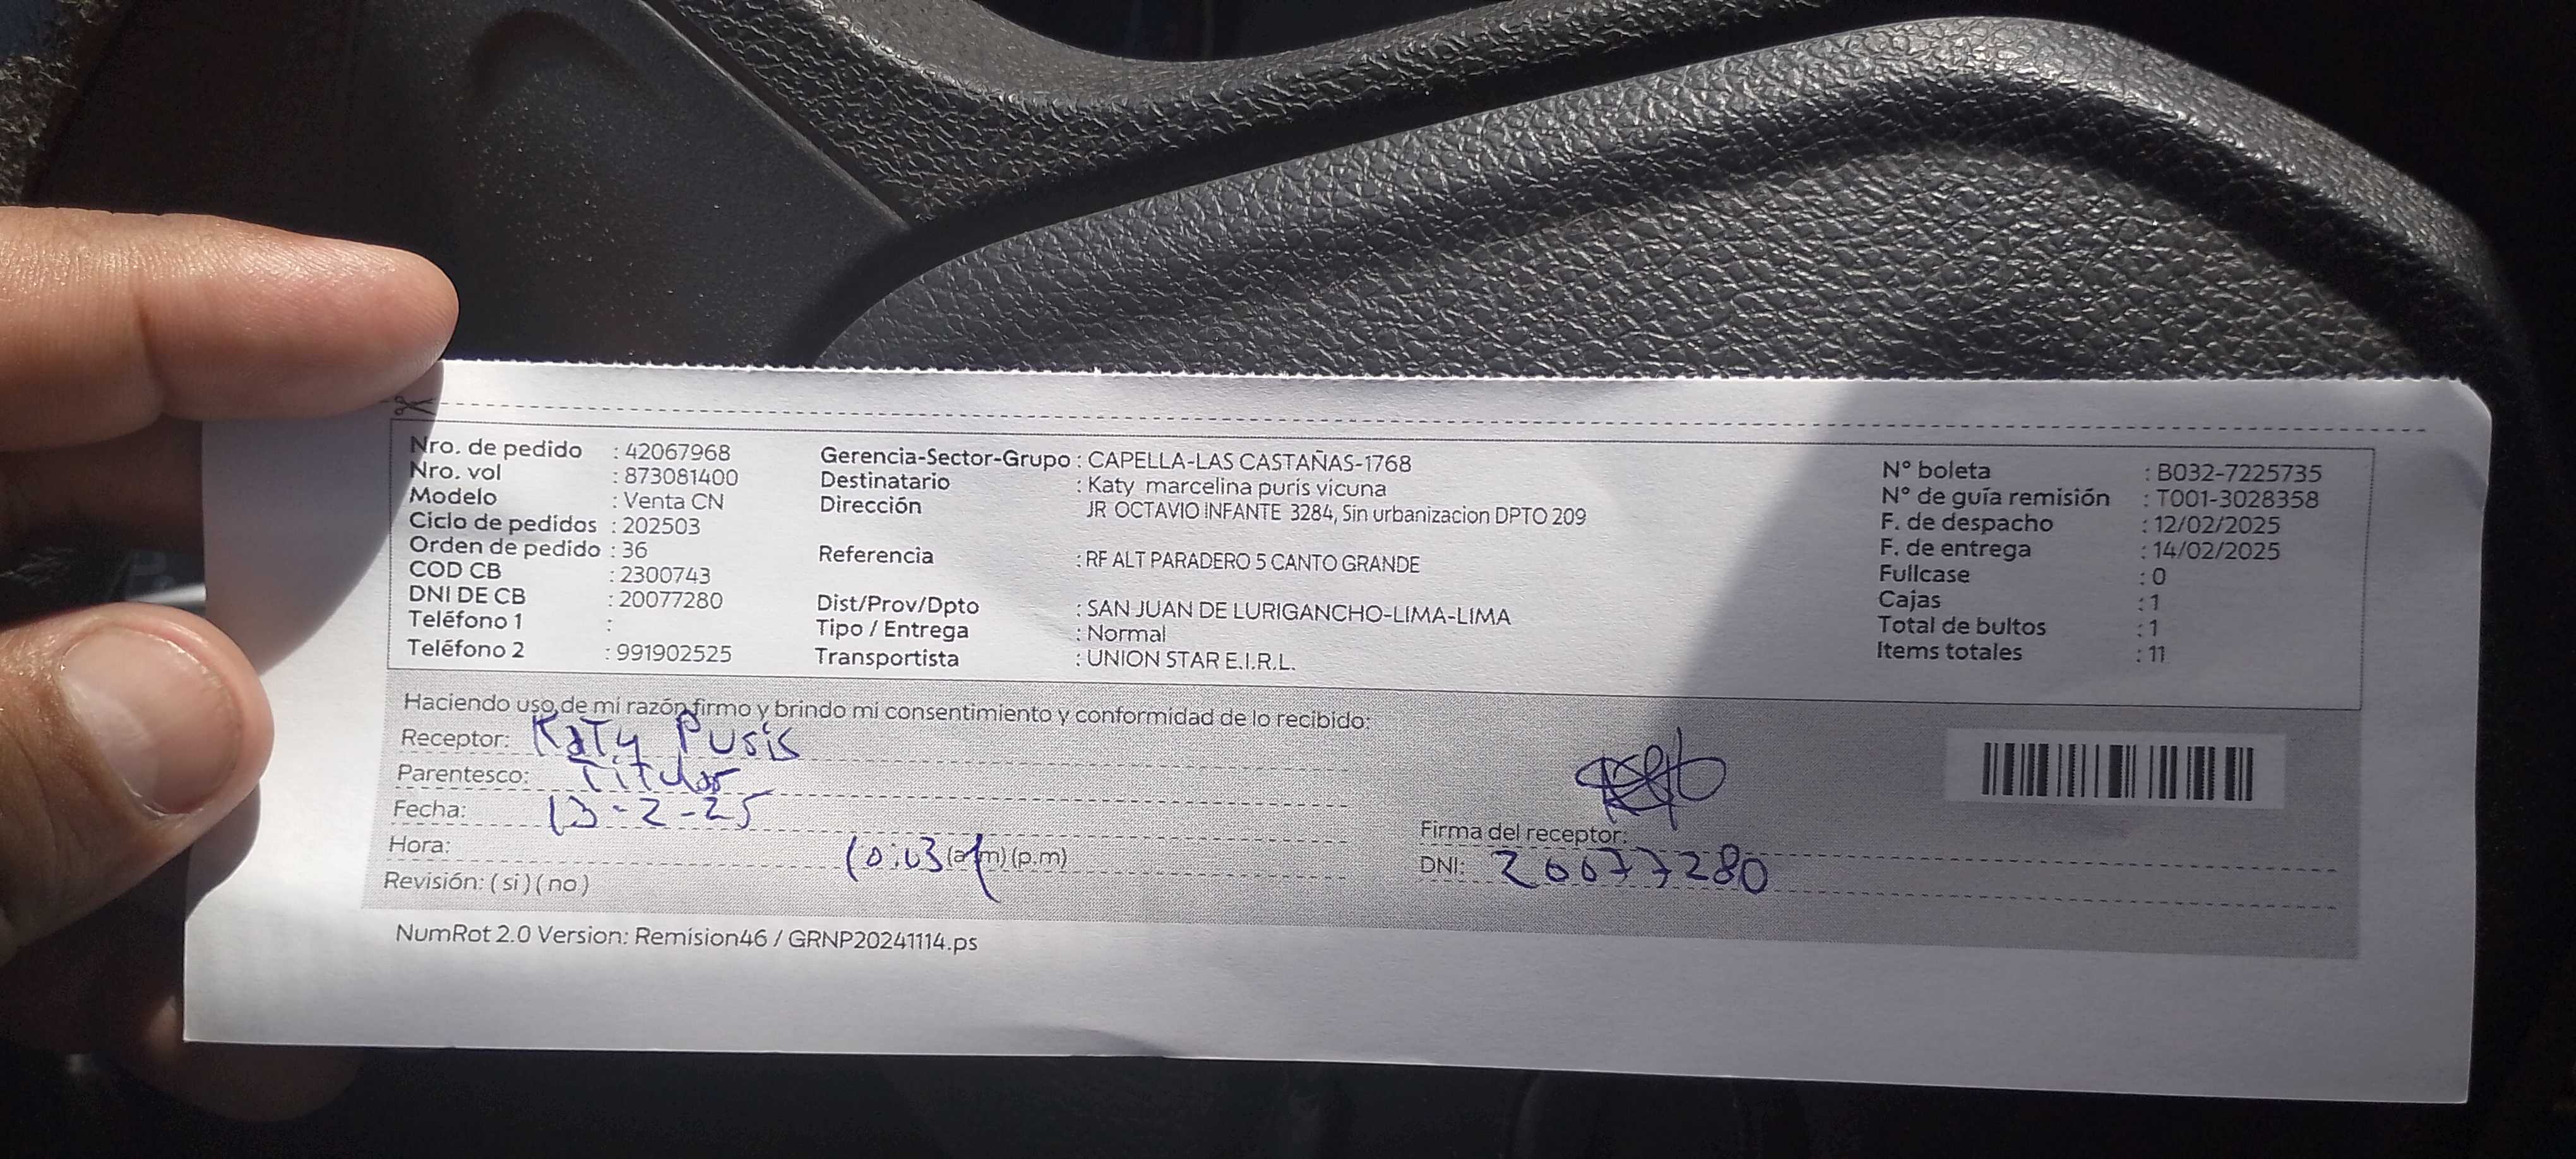 Nro. de pedido : 42067968
Nro. vol : 873081400
Modelo : Venta CN
Ciclo de pedidos : 202503
Orden de pedido : 36
COD CB : 2300743
DNI DE CB : 20077280
Teléfono 1 :
Teléfono 2 : 991902525
Gerencia-Sector-Grupo : CAPELLA-LAS CASTAÑAS-1768
Destinatario : Katy marcelina puris vicuna
Dirección JR OCTAVIO INFANTE 3284, Sin urbanizacion DPTO 209
Referencia : RF ALT PARADERO 5 CANTO GRANDE
Dist/Prov/Dpto : SAN JUAN DE LURIGANCHO-LIMA-LIMA
Tipo / Entrega : Normal
Transportista : UNION STAR E.I.R.L.
N° boleta : B032-7225735
N° de guía remisión : T001-3028358
F. de despacho : 12/02/2025
F. de entrega : 14/02/2025
Fullcase : 0
Cajas : 1
Total de bultos : 1
Items totales : 11
Haciendo uso de mi razón firmo y brindo mi consentimiento y conformidad de lo recibido:
Receptor: Katy Puris
Parentesco: Titular
Fecha: 13-2-25
Hora: (a.m) (p.m)
Revisión: ( si ) ( no )
Firma del receptor:
DNI: 20077280
NumRot 2.0 Version: Remision46 / GRNP20241114.ps